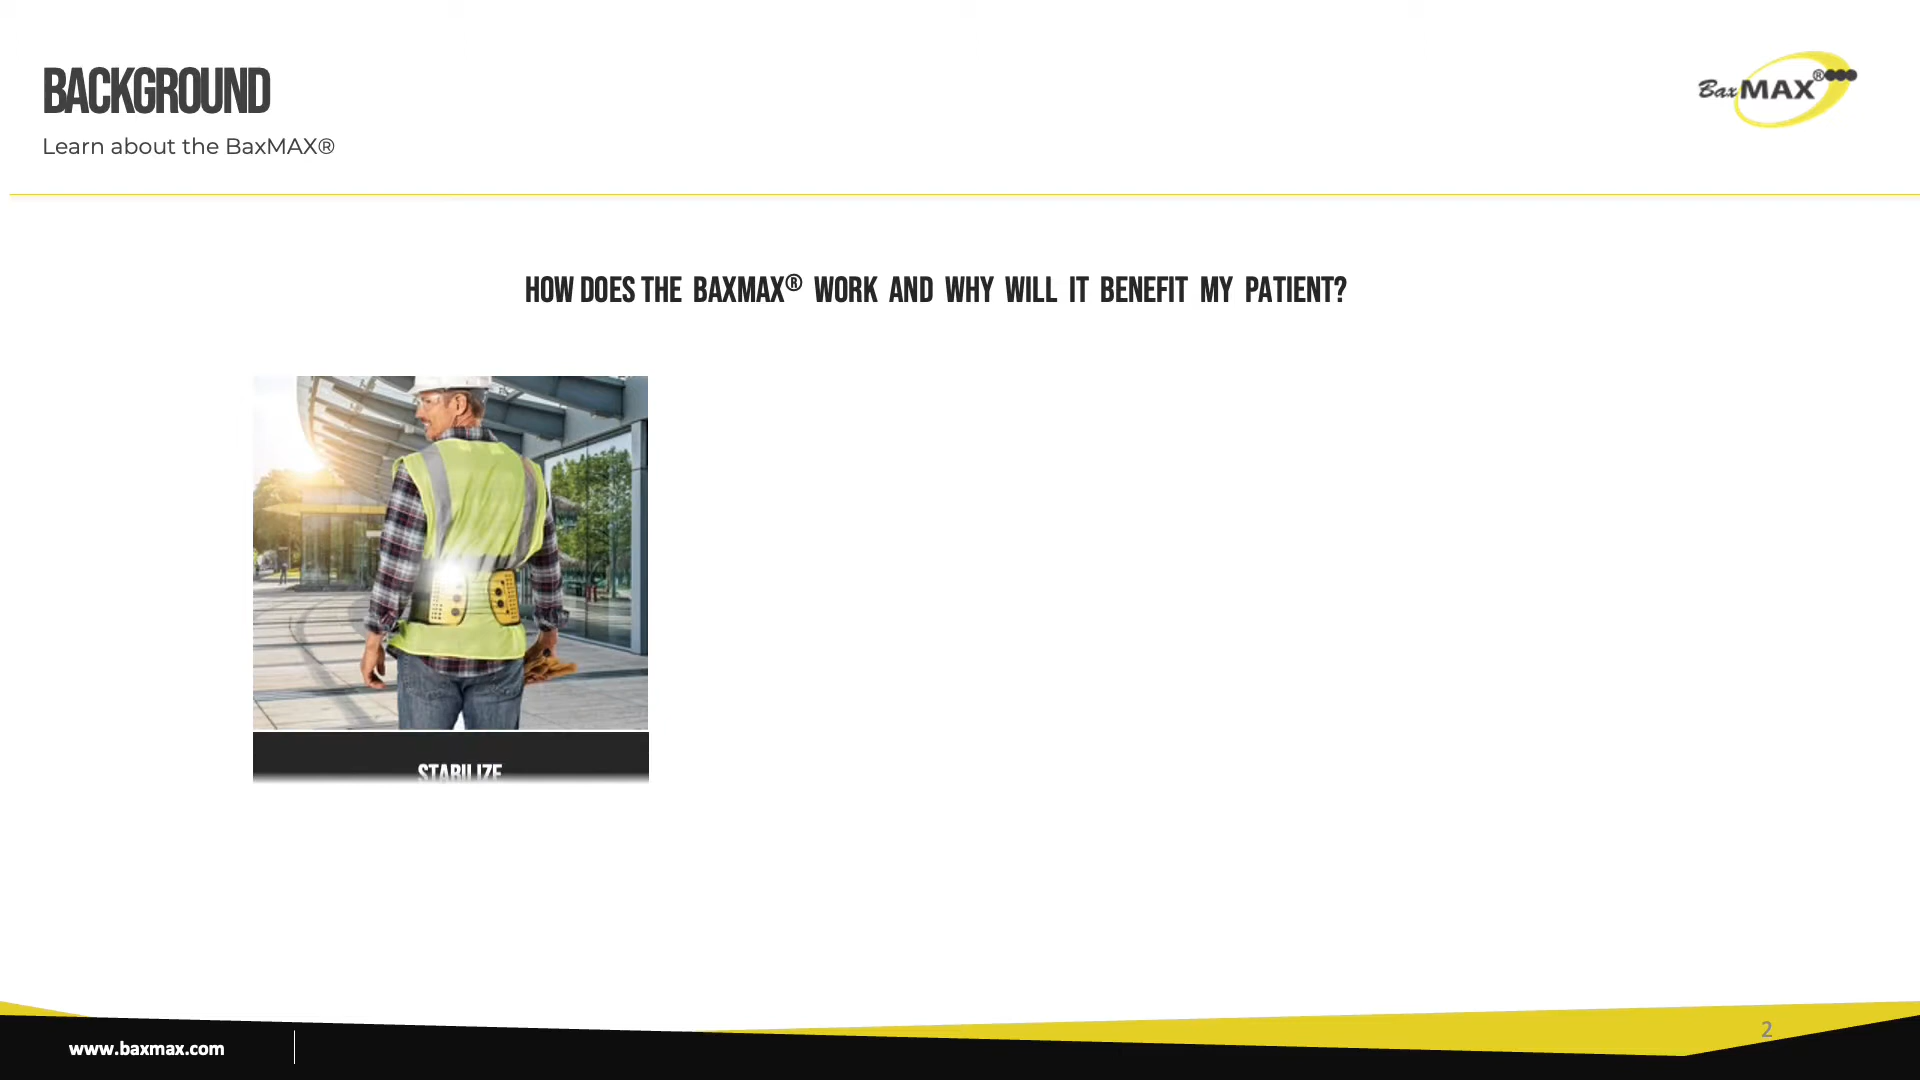 BACKGROUND
Learn about the BaxMAX®
BaxMAX®
HOW DOES THE BAXMAX® WORK AND WHY WILL IT BENEFIT MY PATIENT?
STABILIZE
2
www.baxmax.com